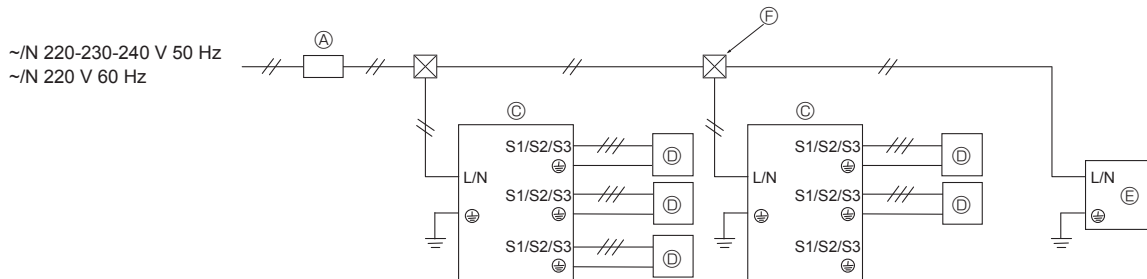 ~/N 220-230-240 V 50 Hz
~/N 220 V 60 Hz
Ⓐ
Ⓕ
Ⓒ
L/N
S1/S2/S3
Ⓓ
S1/S2/S3
Ⓓ
S1/S2/S3
Ⓓ
Ⓒ
L/N
S1/S2/S3
Ⓓ
S1/S2/S3
Ⓓ
S1/S2/S3
L/N
Ⓔ